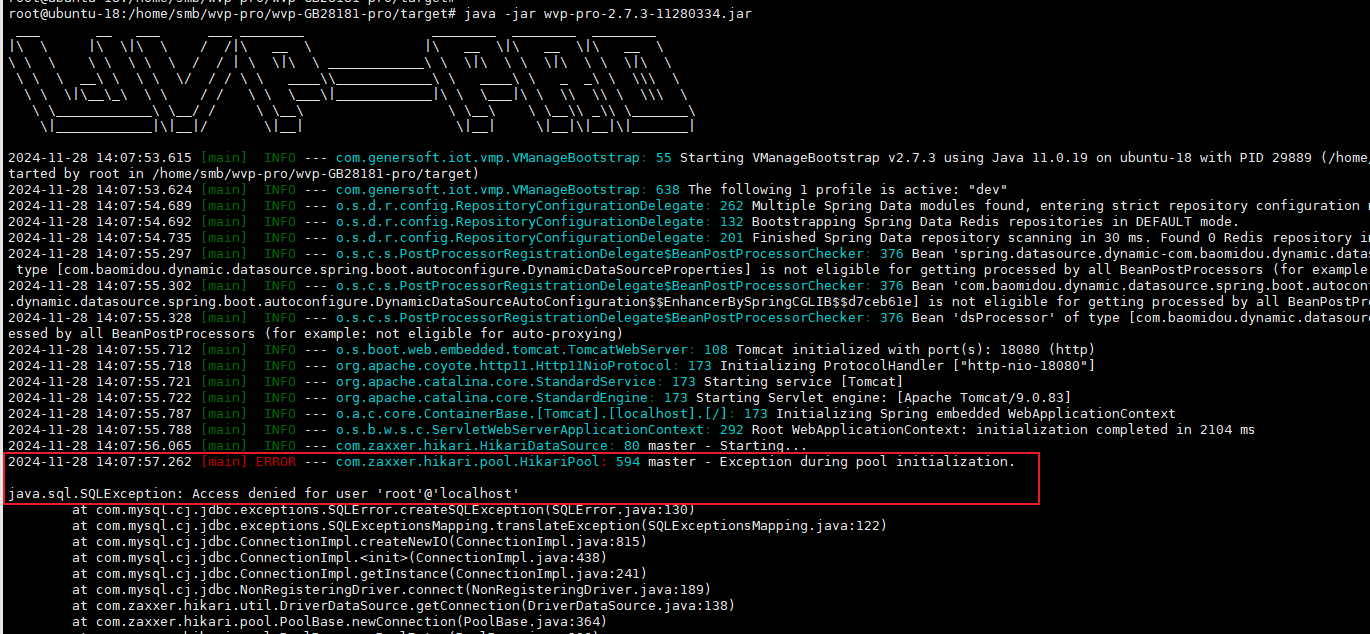 root@ubuntu-18:/home/smb/wvp-pro/wvp-GB28181-pro/target# java -jar wvp-pro-2.7.3-11280334.jar
2024-11-28 14:07:53.615 [main]  INFO --- com.genersoft.iot.vmp.VManageBootstrap: 55 Starting VManageBootstrap v2.7.3 using Java 11.0.19 on ubuntu-18 with PID 29889 (/home/
tarted by root in /home/smb/wvp-pro/wvp-GB28181-pro/target)
2024-11-28 14:07:53.624 [main]  INFO --- com.genersoft.iot.vmp.VManageBootstrap: 638 The following 1 profile is active: "dev"
2024-11-28 14:07:54.689 [main]  INFO --- o.s.d.r.config.RepositoryConfigurationDelegate: 262 Multiple Spring Data modules found, entering strict repository configuration
2024-11-28 14:07:54.692 [main]  INFO --- o.s.d.r.config.RepositoryConfigurationDelegate: 132 Bootstrapping Spring Data Redis repositories in DEFAULT mode.
2024-11-28 14:07:54.735 [main]  INFO --- o.s.d.r.config.RepositoryConfigurationDelegate: 201 Finished Spring Data repository scanning in 30 ms. Found 0 Redis repository in
2024-11-28 14:07:55.297 [main]  INFO --- o.s.c.s.PostProcessorRegistrationDelegate$BeanPostProcessorChecker: 376 Bean 'spring.datasource.dynamic-com.baomidou.dynamic.datas
 type [com.baomidou.dynamic.datasource.spring.boot.autoconfigure.DynamicDataSourceProperties] is not eligible for getting processed by all BeanPostProcessors (for example
2024-11-28 14:07:55.302 [main]  INFO --- o.s.c.s.PostProcessorRegistrationDelegate$BeanPostProcessorChecker: 376 Bean 'com.baomidou.dynamic.datasource.spring.boot.autocon
.dynamic.datasource.spring.boot.autoconfigure.DynamicDataSourceAutoConfiguration$$EnhancerBySpringCGLIB$$d7ceb61e] is not eligible for getting processed by all BeanPostPr
2024-11-28 14:07:55.328 [main]  INFO --- o.s.c.s.PostProcessorRegistrationDelegate$BeanPostProcessorChecker: 376 Bean 'dsProcessor' of type [com.baomidou.dynamic.datasourc
essed by all BeanPostProcessors (for example: not eligible for auto-proxying)
2024-11-28 14:07:55.712 [main]  INFO --- o.s.boot.web.embedded.tomcat.TomcatWebServer: 108 Tomcat initialized with port(s): 18080 (http)
2024-11-28 14:07:55.718 [main]  INFO --- org.apache.coyote.http11.Http11NioProtocol: 173 Initializing ProtocolHandler ["http-nio-18080"]
2024-11-28 14:07:55.721 [main]  INFO --- org.apache.catalina.core.StandardService: 173 Starting service [Tomcat]
2024-11-28 14:07:55.722 [main]  INFO --- org.apache.catalina.core.StandardEngine: 173 Starting Servlet engine: [Apache Tomcat/9.0.83]
2024-11-28 14:07:55.787 [main]  INFO --- o.a.c.core.ContainerBase.[Tomcat].[localhost].[/]: 173 Initializing Spring embedded WebApplicationContext
2024-11-28 14:07:55.788 [main]  INFO --- o.s.b.w.s.c.ServletWebServerApplicationContext: 292 Root WebApplicationContext: initialization completed in 2104 ms
2024-11-28 14:07:56.065 [main]  INFO --- com.zaxxer.hikari.HikariDataSource: 80 master - Starting...
2024-11-28 14:07:57.262 [main] ERROR --- com.zaxxer.hikari.pool.HikariPool: 594 master - Exception during pool initialization.
java.sql.SQLException: Access denied for user 'root'@'localhost'
        at com.mysql.cj.jdbc.exceptions.SQLError.createSQLException(SQLError.java:130)
        at com.mysql.cj.jdbc.exceptions.SQLExceptionsMapping.translateException(SQLExceptionsMapping.java:122)
        at com.mysql.cj.jdbc.ConnectionImpl.createNewIO(ConnectionImpl.java:815)
        at com.mysql.cj.jdbc.ConnectionImpl.<init>(ConnectionImpl.java:438)
        at com.mysql.cj.jdbc.ConnectionImpl.getInstance(ConnectionImpl.java:241)
        at com.mysql.cj.jdbc.NonRegisteringDriver.connect(NonRegisteringDriver.java:189)
        at com.zaxxer.hikari.util.DriverDataSource.getConnection(DriverDataSource.java:138)
        at com.zaxxer.hikari.pool.PoolBase.newConnection(PoolBase.java:364)